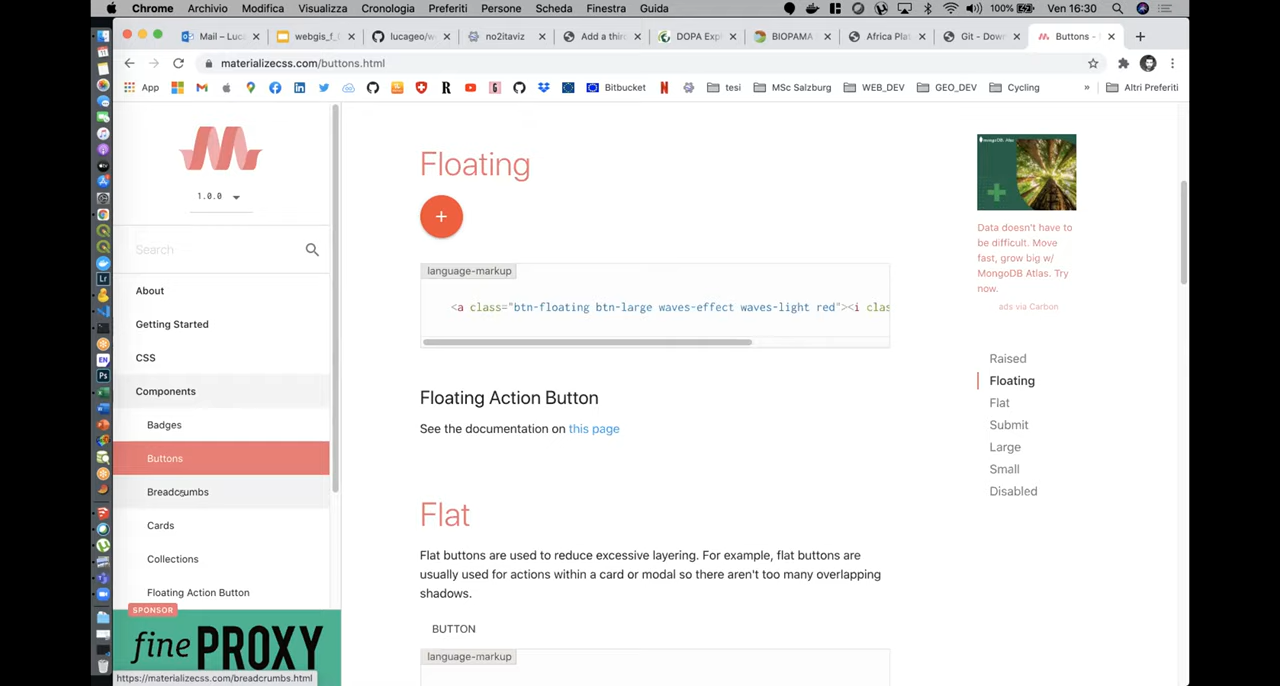 Chrome Archivio Modifica Visualizza Cronologia Preferiti Persone Scheda Finestra Guida 100% Ven 16:30
Mail – Luca webgis_f_( lucageo/we no2itaviz Add a thir DOPA Exp BIOPAMA Africa Pla Git - Dow Buttons -
materializecss.com/buttons.html
App Bitbucket tesi MSc Salzburg WEB_DEV GEO_DEV Cycling » Altri Preferiti
1.0.0
Search
About
Getting Started
CSS
Components
Badges
Buttons
Breadcrumbs
Cards
Collections
Floating Action Button
SPONSOR
fine PROXY
https://materializecss.com/breadcrumbs.html
Floating
+
language-markup
<a class="btn-floating btn-large waves-effect waves-light red"><i clas
Floating Action Button
See the documentation on this page
Flat
Flat buttons are used to reduce excessive layering. For example, flat buttons are
usually used for actions within a card or modal so there aren't too many overlapping
shadows.
BUTTON
language-markup
mongoDB. Atlas
Data doesn't have to
be difficult. Move
fast, grow big w/
MongoDB Atlas. Try
now.
ads via Carbon
Raised
Floating
Flat
Submit
Large
Small
Disabled